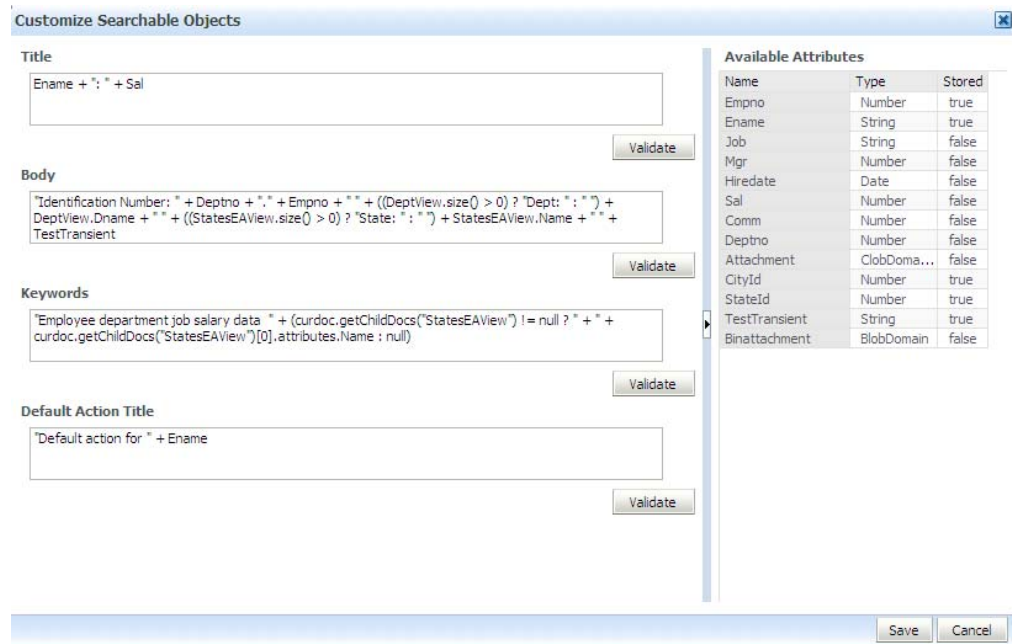 Customize Searchable Objects
Title
Ename + ": " + Sal
Validate
Body
"Identification Number: " + Deptno + "." + Empno + " " + ((DeptView.size() > 0) ? "Dept: " : " ") +
DeptView.Dname + " " + ((StatesEAView.size() > 0) ? "State: " : " ") + StatesEAView.Name + " " +
TestTransient
Validate
Keywords
"Employee department job salary data  " + (curdoc.getChildDocs("StatesEAView") != null ? " " + " " +
curdoc.getChildDocs("StatesEAView")[0].attributes.Name : null)
Validate
Default Action Title
"Default action for " + Ename
Validate
Available Attributes
Name Type Stored
Empno Number true
Ename String true
Job String false
Mgr Number false
Hiredate Date false
Sal Number false
Comm Number false
Deptno Number false
Attachment ClobDoma... false
CityId Number true
StateId Number true
TestTransient String true
Binattachment BlobDomain false
Save Cancel